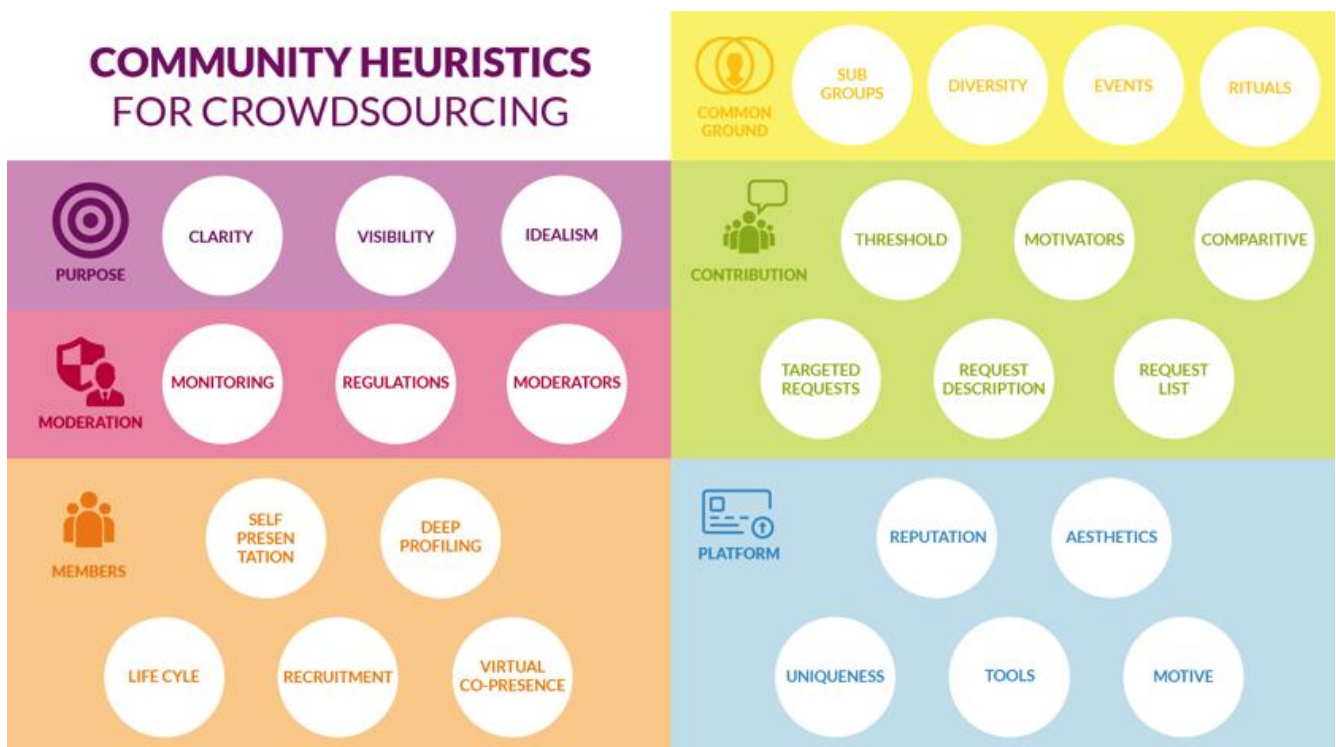 COMMUNITY HEURISTICS
FOR CROWDSOURCING
PURPOSE
CLARITY
VISIBILITY
IDEALISM
MODERATION
MONITORING
REGULATIONS
MODERATORS
MEMBERS
SELF
PRESEN
TATION
DEEP
PROFILING
LIFE CYLE
RECRUITMENT
VIRTUAL
CO-PRESENCE
COMMON
GROUND
SUB
GROUPS
DIVERSITY
EVENTS
RITUALS
CONTRIBUTION
THRESHOLD
MOTIVATORS
COMPARITIVE
TARGETED
REQUESTS
REQUEST
DESCRIPTION
REQUEST
LIST
PLATFORM
REPUTATION
AESTHETICS
UNIQUENESS
TOOLS
MOTIVE